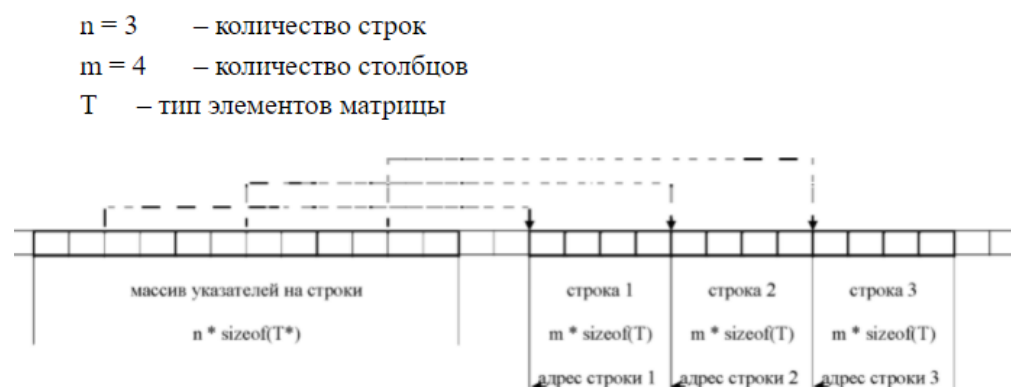 n = 3 – количество строк
m = 4 – количество столбцов
T – тип элементов матрицы
массив указателей на строки строка 1 строка 2 строка 3
n * sizeof(T*) m * sizeof(T) m * sizeof(T) m * sizeof(T)
адрес строки 1 адрес строки 2 адрес строки 3